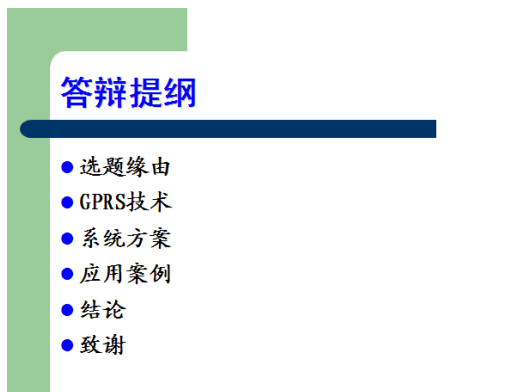 答辩提纲
选题缘由
GPRS技术
系统方案
应用案例
结论
致谢